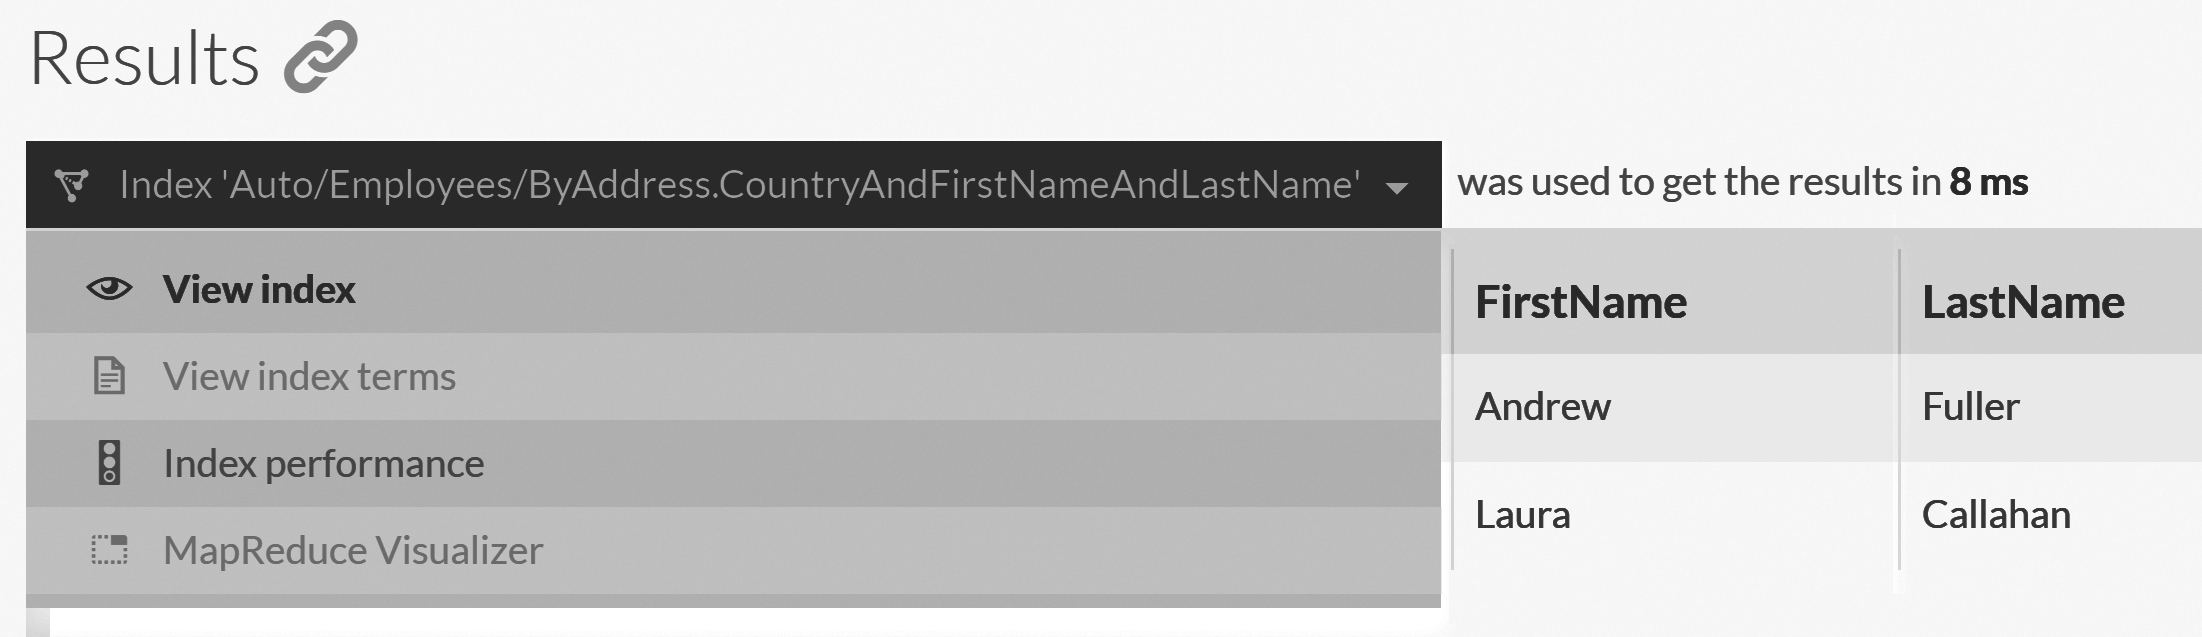 Results
Index 'Auto/Employees/ByAddress.CountryAndFirstNameAndLastName' was used to get the results in 8 ms
View index
View index terms
Index performance
MapReduce Visualizer
FirstName LastName
Andrew Fuller
Laura Callahan